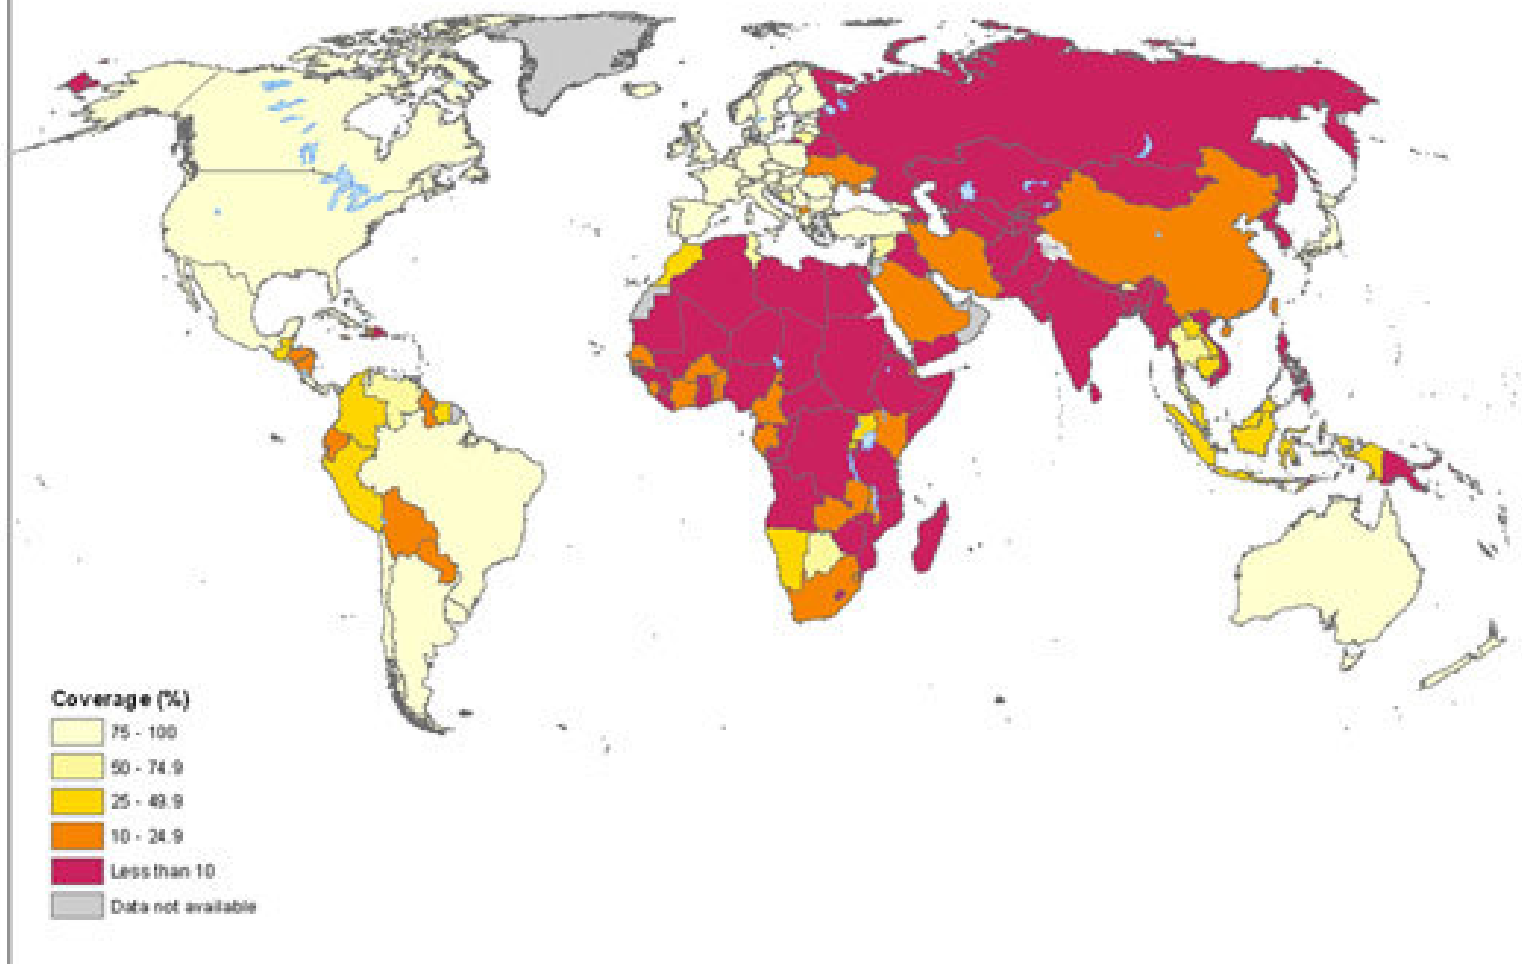 Coverage (%)
75 - 100
50 - 74.9
25 - 49.9
10 - 24.9
Less than 10
Data not available